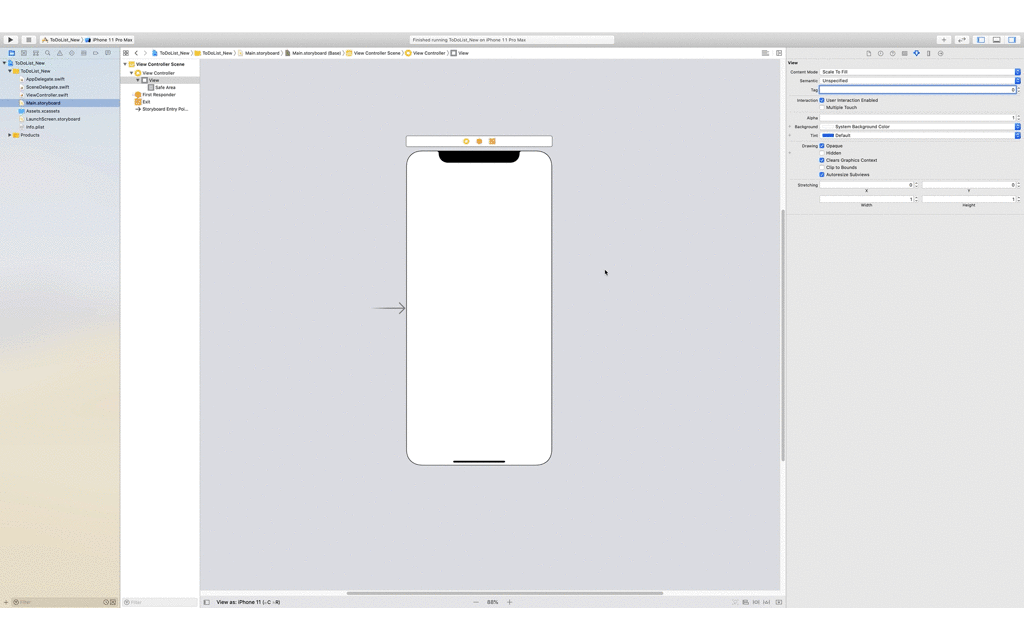 ToDoList_New › iPhone 11 Pro Max
Finished running ToDoList_New on iPhone 11 Pro Max
ToDoList_New › ToDoList_New › Main.storyboard › Main.storyboard (Base) › View Controller Scene › View Controller › View
ToDoList_New
ToDoList_New
AppDelegate.swift
SceneDelegate.swift
ViewController.swift
Main.storyboard
Assets.xcassets
LaunchScreen.storyboard
Info.plist
Products
View Controller Scene
View Controller
View
Safe Area
First Responder
Exit
Storyboard Entry Poi...
View
Content Mode Scale To Fill
Semantic Unspecified
Tag 0
Interaction User Interaction Enabled
Multiple Touch
Alpha 1
Background System Background Color
Tint Default
Drawing Opaque
Hidden
Clears Graphics Context
Clip to Bounds
Autoresize Subviews
Stretching 0 0
X Y
1 1
Width Height
Filter
Filter
View as: iPhone 11 (wC hR)
88%